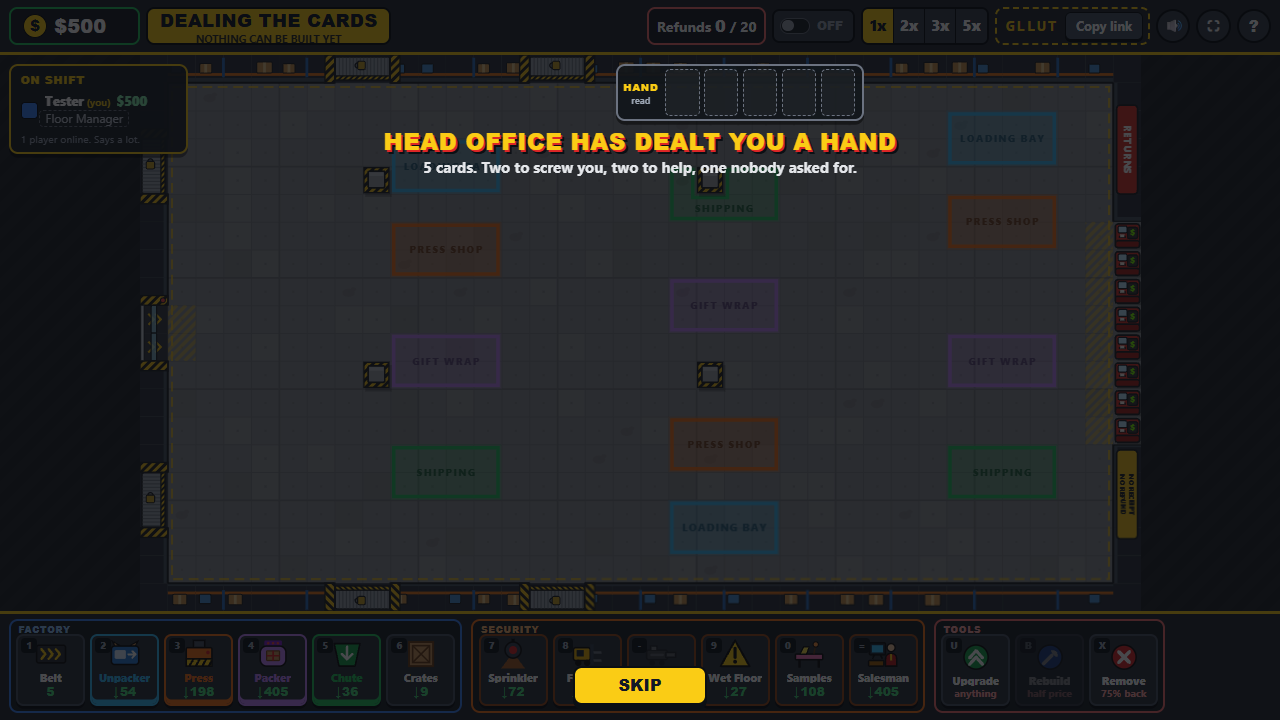 $500
DEALING THE CARDS
NOTHING CAN BE BUILT YET
Refunds 0 / 20
OFF
1x 2x 3x 5x
GLLUT
Copy link
?
ON SHIFT
Tester (you) $500
Floor Manager
1 player online. Says a lot.
HAND
read
HEAD OFFICE HAS DEALT YOU A HAND
5 cards. Two to screw you, two to help, one nobody asked for.
LOADING BAY
SHIPPING
PRESS SHOP
PRESS SHOP
GIFT WRAP
GIFT WRAP
GIFT WRAP
PRESS SHOP
SHIPPING
SHIPPING
LOADING BAY
RETURNS
FACTORY
1
Belt
5
2
Unpacker
↓54
3
Press
↓198
4
Packer
↓405
5
Chute
↓36
6
Crates
↓9
SECURITY
7
Sprinkler
↓72
8
9
Wet Floor
↓27
0
Samples
↓108
=
Salesman
↓405
SKIP
TOOLS
U
Upgrade
anything
B
Rebuild
half price
X
Remove
75% back